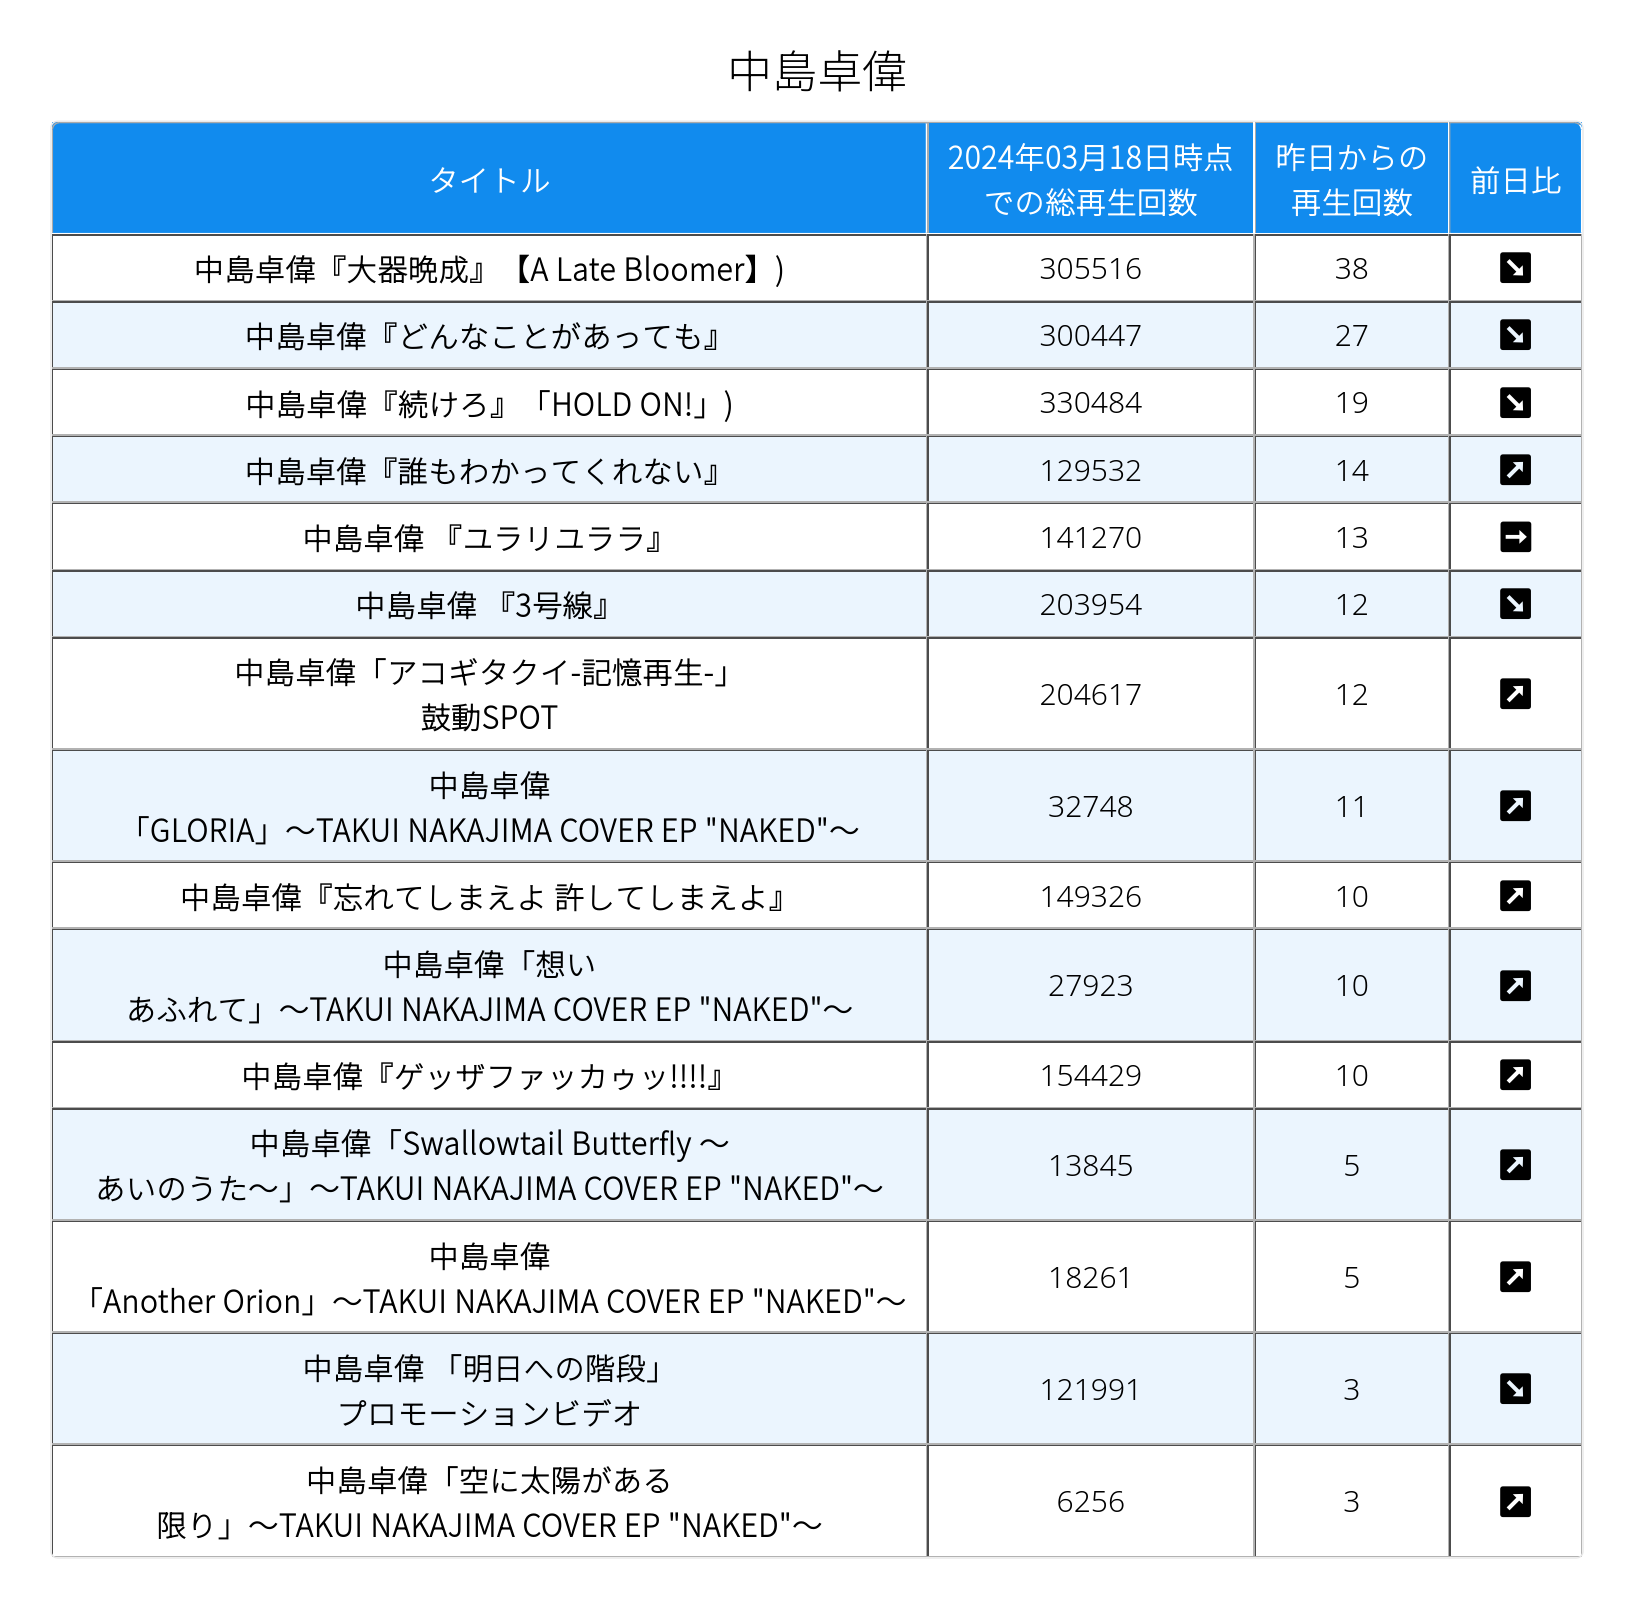 中島卓偉
タイトル
2024年03月18日時点
での総再生回数
昨日からの
再生回数
前日比
中島卓偉『大器晩成』【A Late Bloomer】)
305516
38
中島卓偉『どんなことがあっても』
300447
27
中島卓偉『続けろ』「HOLD ON!」)
330484
19
中島卓偉『誰もわかってくれない』
129532
14
中島卓偉 『ユラリユララ』
141270
13
中島卓偉 『3号線』
203954
12
中島卓偉「アコギタクイ-記憶再生-」
鼓動SPOT
204617
12
中島卓偉
「GLORIA」～TAKUI NAKAJIMA COVER EP "NAKED"～
32748
11
中島卓偉『忘れてしまえよ 許してしまえよ』
149326
10
中島卓偉「想い
あふれて」～TAKUI NAKAJIMA COVER EP "NAKED"～
27923
10
中島卓偉『ゲッザファッカゥッ!!!!』
154429
10
中島卓偉「Swallowtail Butterfly ～
あいのうた～」～TAKUI NAKAJIMA COVER EP "NAKED"～
13845
5
中島卓偉
「Another Orion」～TAKUI NAKAJIMA COVER EP "NAKED"～
18261
5
中島卓偉 「明日への階段」
プロモーションビデオ
121991
3
中島卓偉「空に太陽がある
限り」～TAKUI NAKAJIMA COVER EP "NAKED"～
6256
3